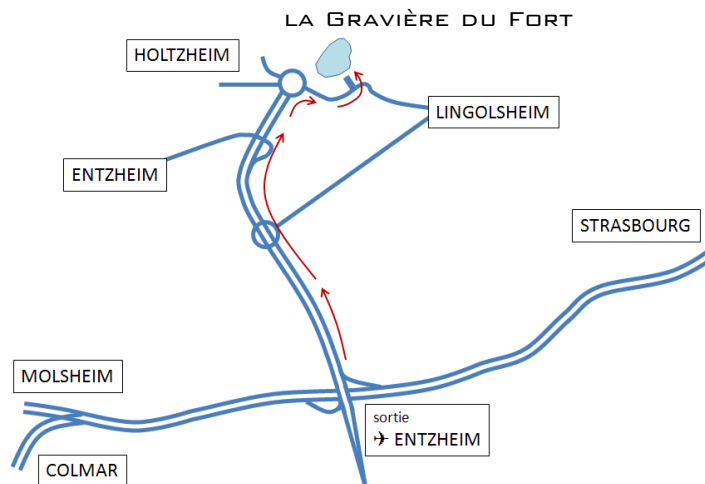 LA GRAVIÈRE DU FORT
HOLTZHEIM
LINGOLSHEIM
ENTZHEIM
STRASBOURG
MOLSHEIM
sortie
✈ ENTZHEIM
COLMAR